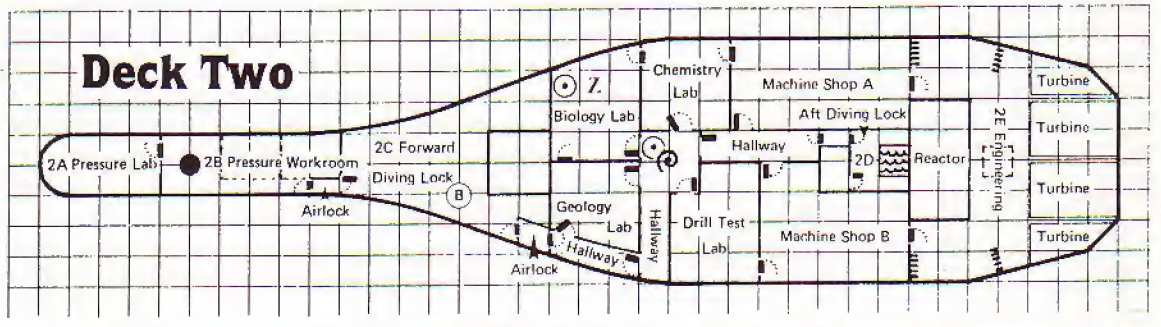 Deck Two
2A Pressure Lab
2B Pressure Workroom
Airlock
2C Forward
Diving Lock
B
Z
Biology Lab
Geology
Lab
Hallway
Airlock
Chemistry
Lab
Hallway
Drill Test
Lab
Machine Shop A
Aft Diving Lock
Hallway
2D
Machine Shop B
Reactor
2E Engineering
Turbine
Turbine
Turbine
Turbine